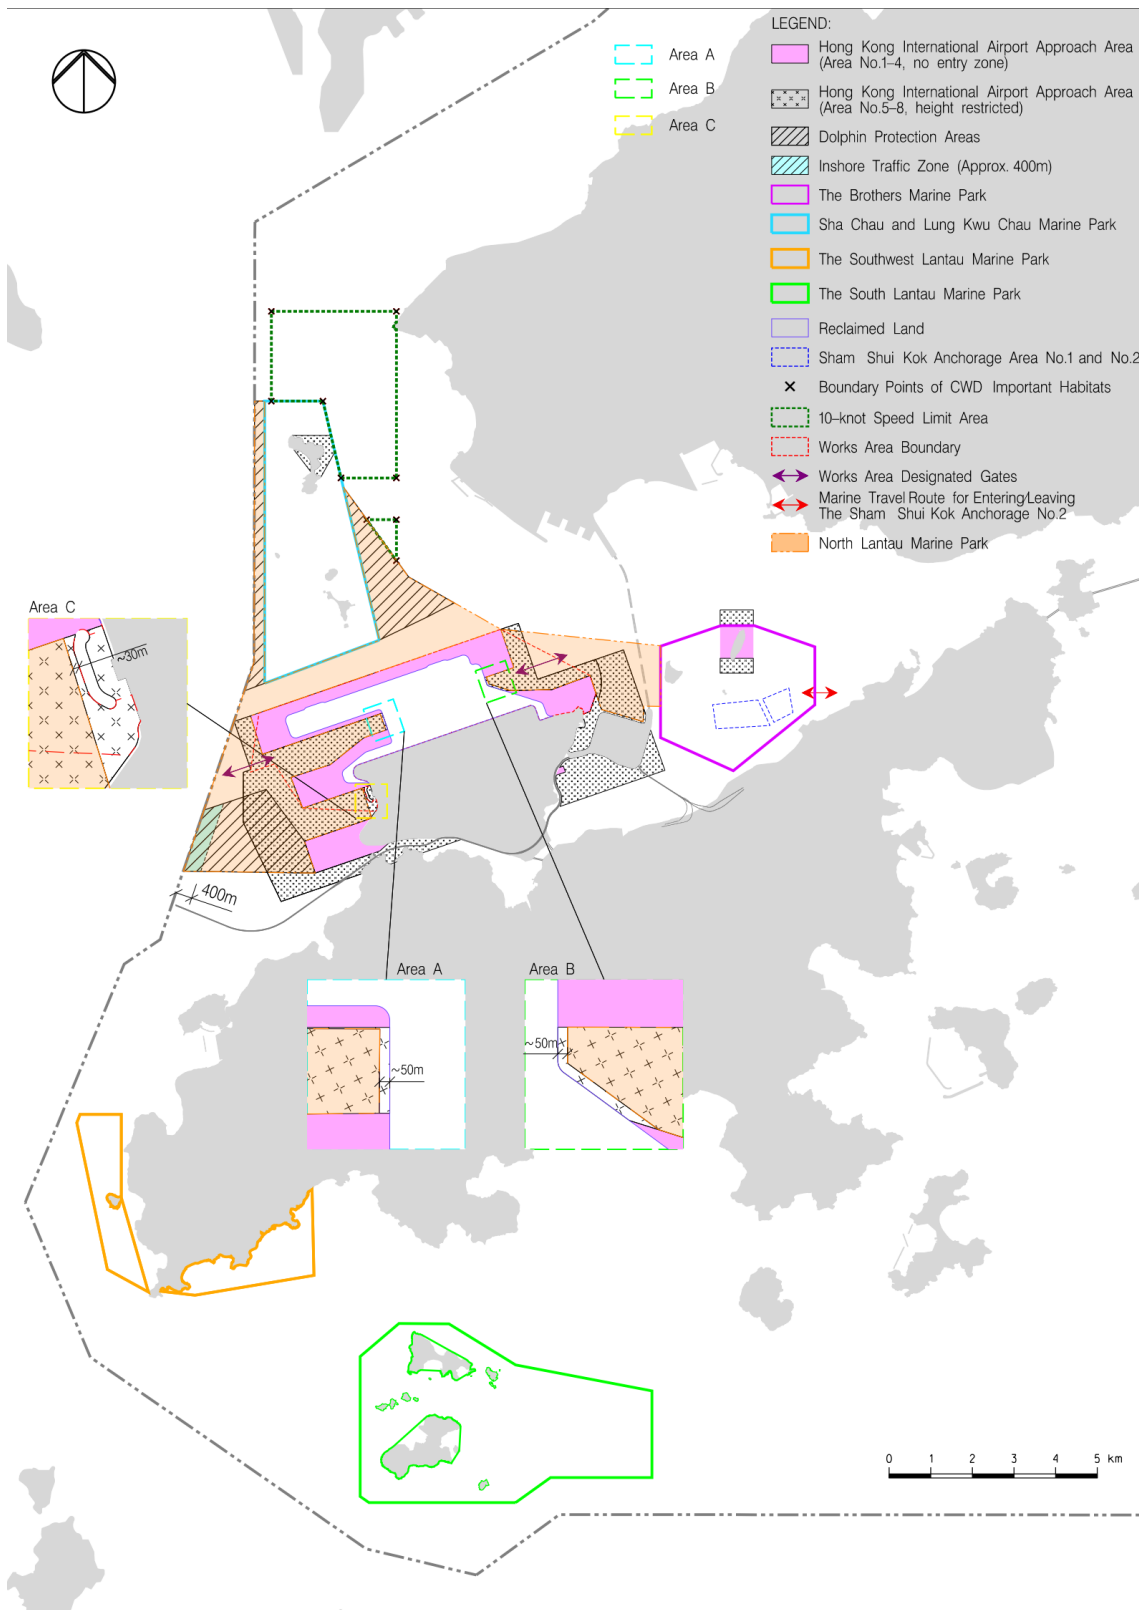 LEGEND:
Hong Kong International Airport Approach Area
(Area No.1–4, no entry zone)
Hong Kong International Airport Approach Area
(Area No.5–8, height restricted)
Dolphin Protection Areas
Inshore Traffic Zone (Approx. 400m)
The Brothers Marine Park
Sha Chau and Lung Kwu Chau Marine Park
The Southwest Lantau Marine Park
The South Lantau Marine Park
Reclaimed Land
Sham Shui Kok Anchorage Area No.1 and No.2
Boundary Points of CWD Important Habitats
10–knot Speed Limit Area
Works Area Boundary
Works Area Designated Gates
Marine Travel Route for Entering/Leaving
The Sham Shui Kok Anchorage No.2
North Lantau Marine Park
Area A
Area B
Area C
Area C
~30m
400m
Area A
~50m
Area B
~50m
0 1 2 3 4 5 km